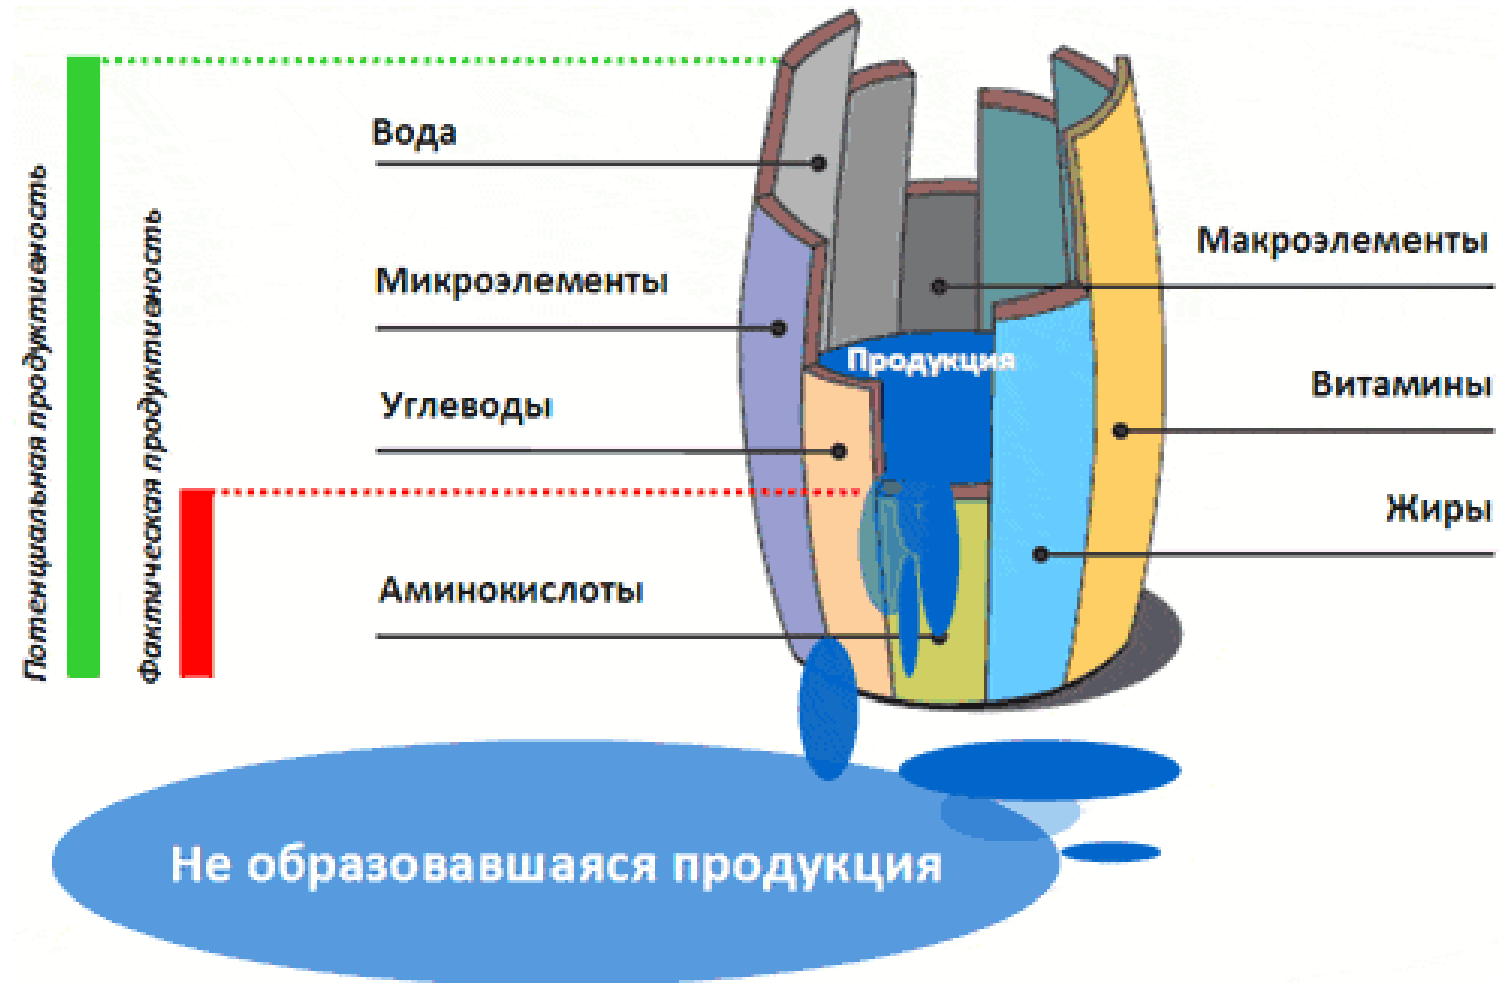 Потенциальная продуктивность
Фактическая продуктивность
Вода
Микроэлементы
Углеводы
Аминокислоты
Продукция
Макроэлементы
Витамины
Жиры
Не образовавшаяся продукция